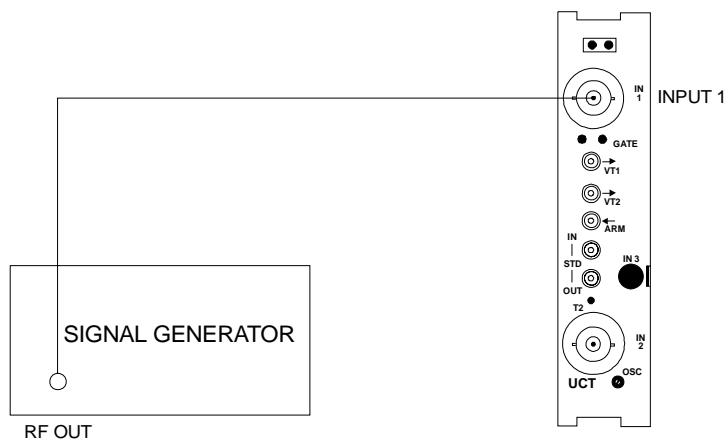 IN
1
INPUT 1
GATE
VT1
VT2
ARM
IN
STD
OUT
IN 3
T2
IN
2
OSC
UCT
SIGNAL GENERATOR
RF OUT